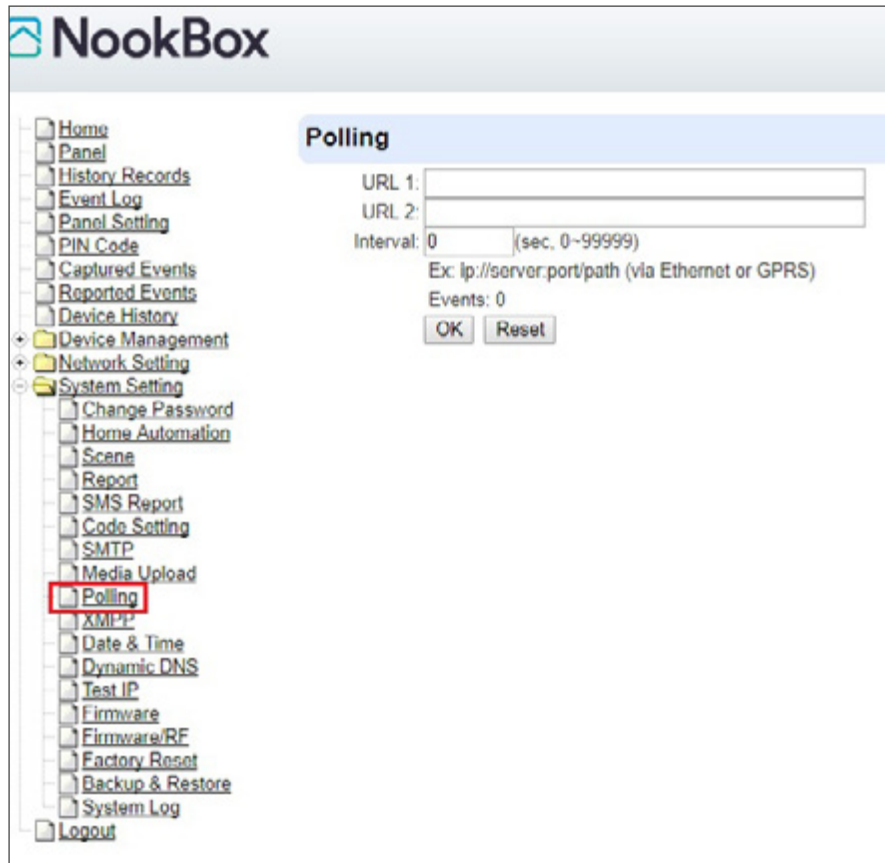 NookBox
Home
Panel
History Records
Event Log
Panel Setting
PIN Code
Captured Events
Reported Events
Device History
Device Management
Network Setting
System Setting
Change Password
Home Automation
Scene
Report
SMS Report
Code Setting
SMTP
Media Upload
Polling
XMPP
Date & Time
Dynamic DNS
Test IP
Firmware
Firmware/RF
Factory Reset
Backup & Restore
System Log
Logout
Polling
URL 1:
URL 2:
Interval: 0 (sec, 0~99999)
Ex: ip://server:port/path (via Ethernet or GPRS)
Events: 0
OK Reset